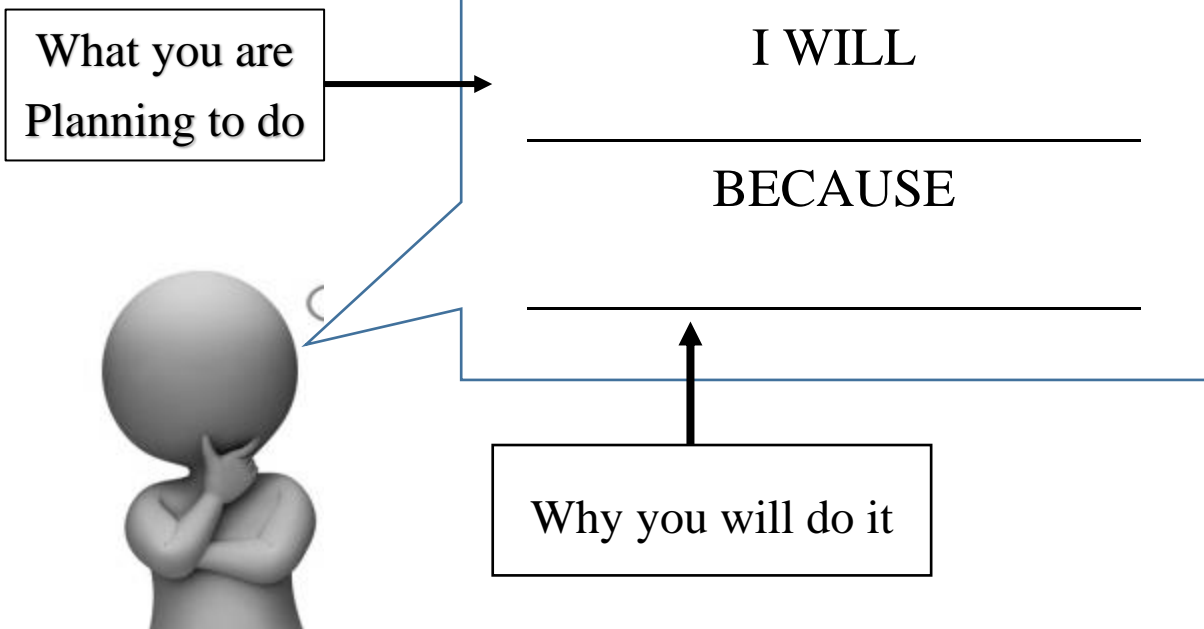 What you are
Planning to do
I WILL
BECAUSE
Why you will do it